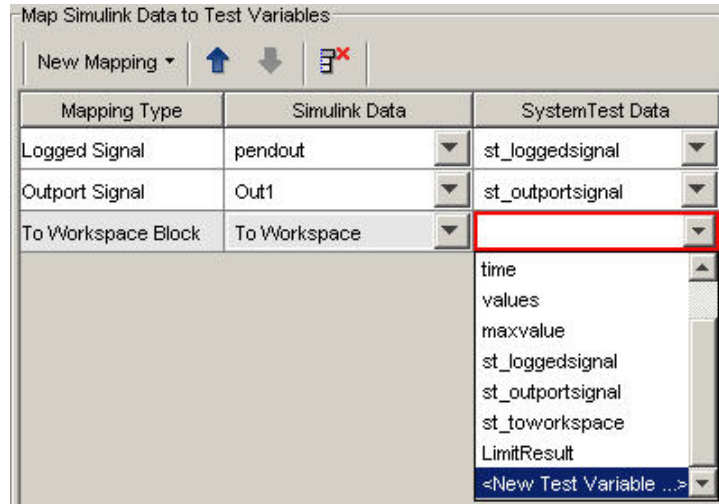 Map Simulink Data to Test Variables
New Mapping
Mapping Type Simulink Data SystemTest Data
Logged Signal pendout st_loggedsignal
Outport Signal Out1 st_outportsignal
To Workspace Block To Workspace
time
values
maxvalue
st_loggedsignal
st_outportsignal
st_toworkspace
LimitResult
<New Test Variable ...>